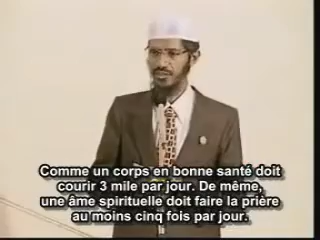 Comme un corps en bonne santé doit
courir 3 mile par jour. De même,
une âme spirituelle doit faire la prière
au moins cinq fois par jour.